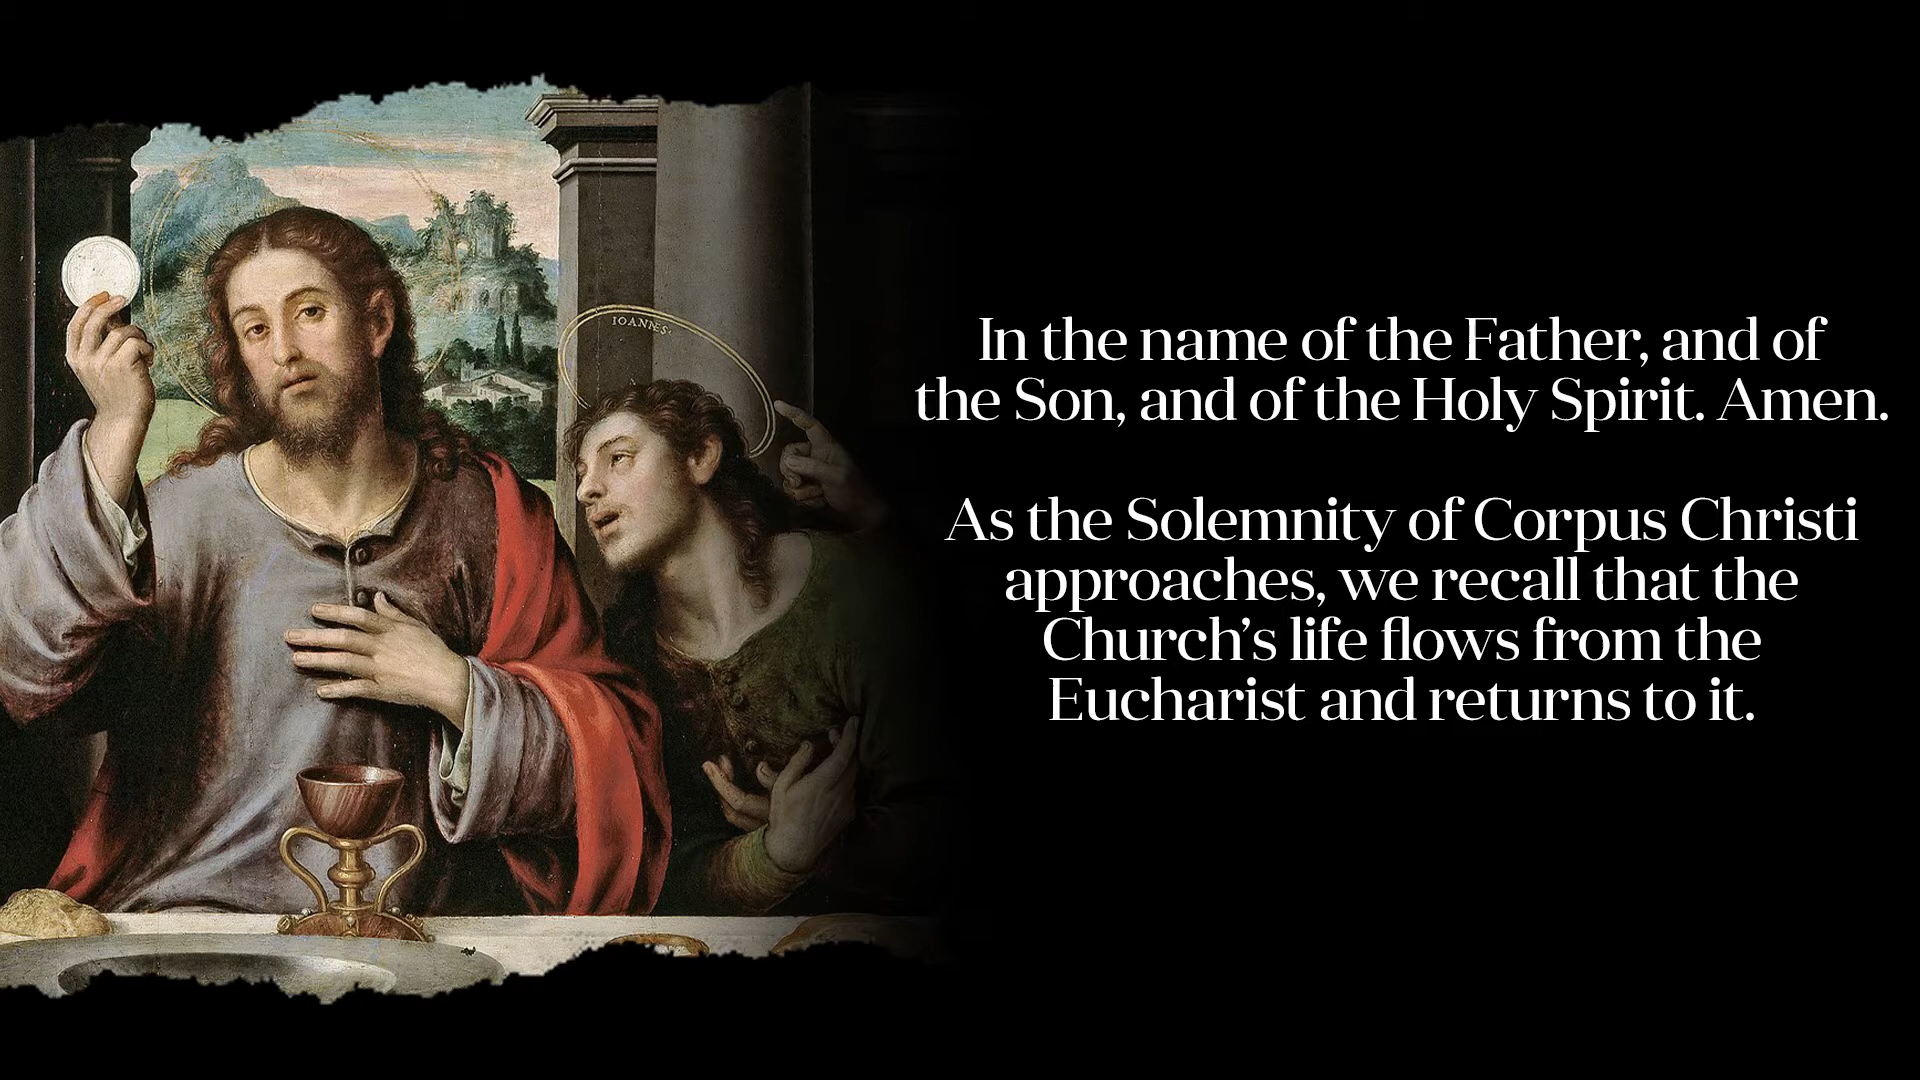 IOANNES
In the name of the Father, and of
the Son, and of the Holy Spirit. Amen.
As the Solemnity of Corpus Christi
approaches, we recall that the
Church’s life flows from the
Eucharist and returns to it.